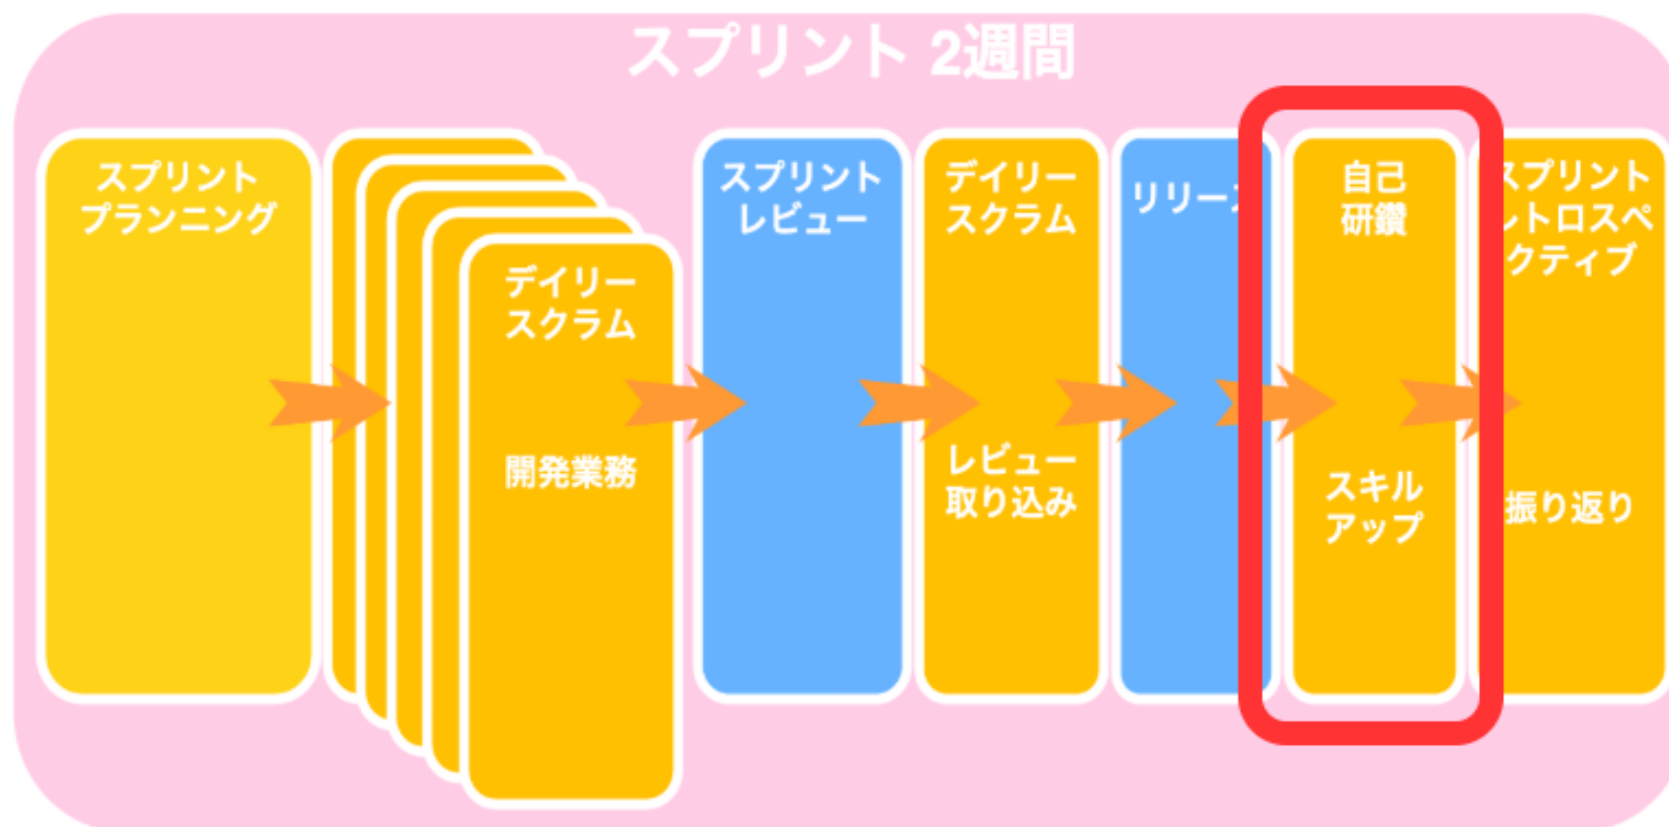 スプリント 2週間
スプリント
プランニング
デイリー
スクラム
開発業務
スプリント
レビュー
デイリー
スクラム
レビュー
取り込み
リリース
自己
研鑽
スキル
アップ
スプリント
レトロスペ
クティブ
振り返り